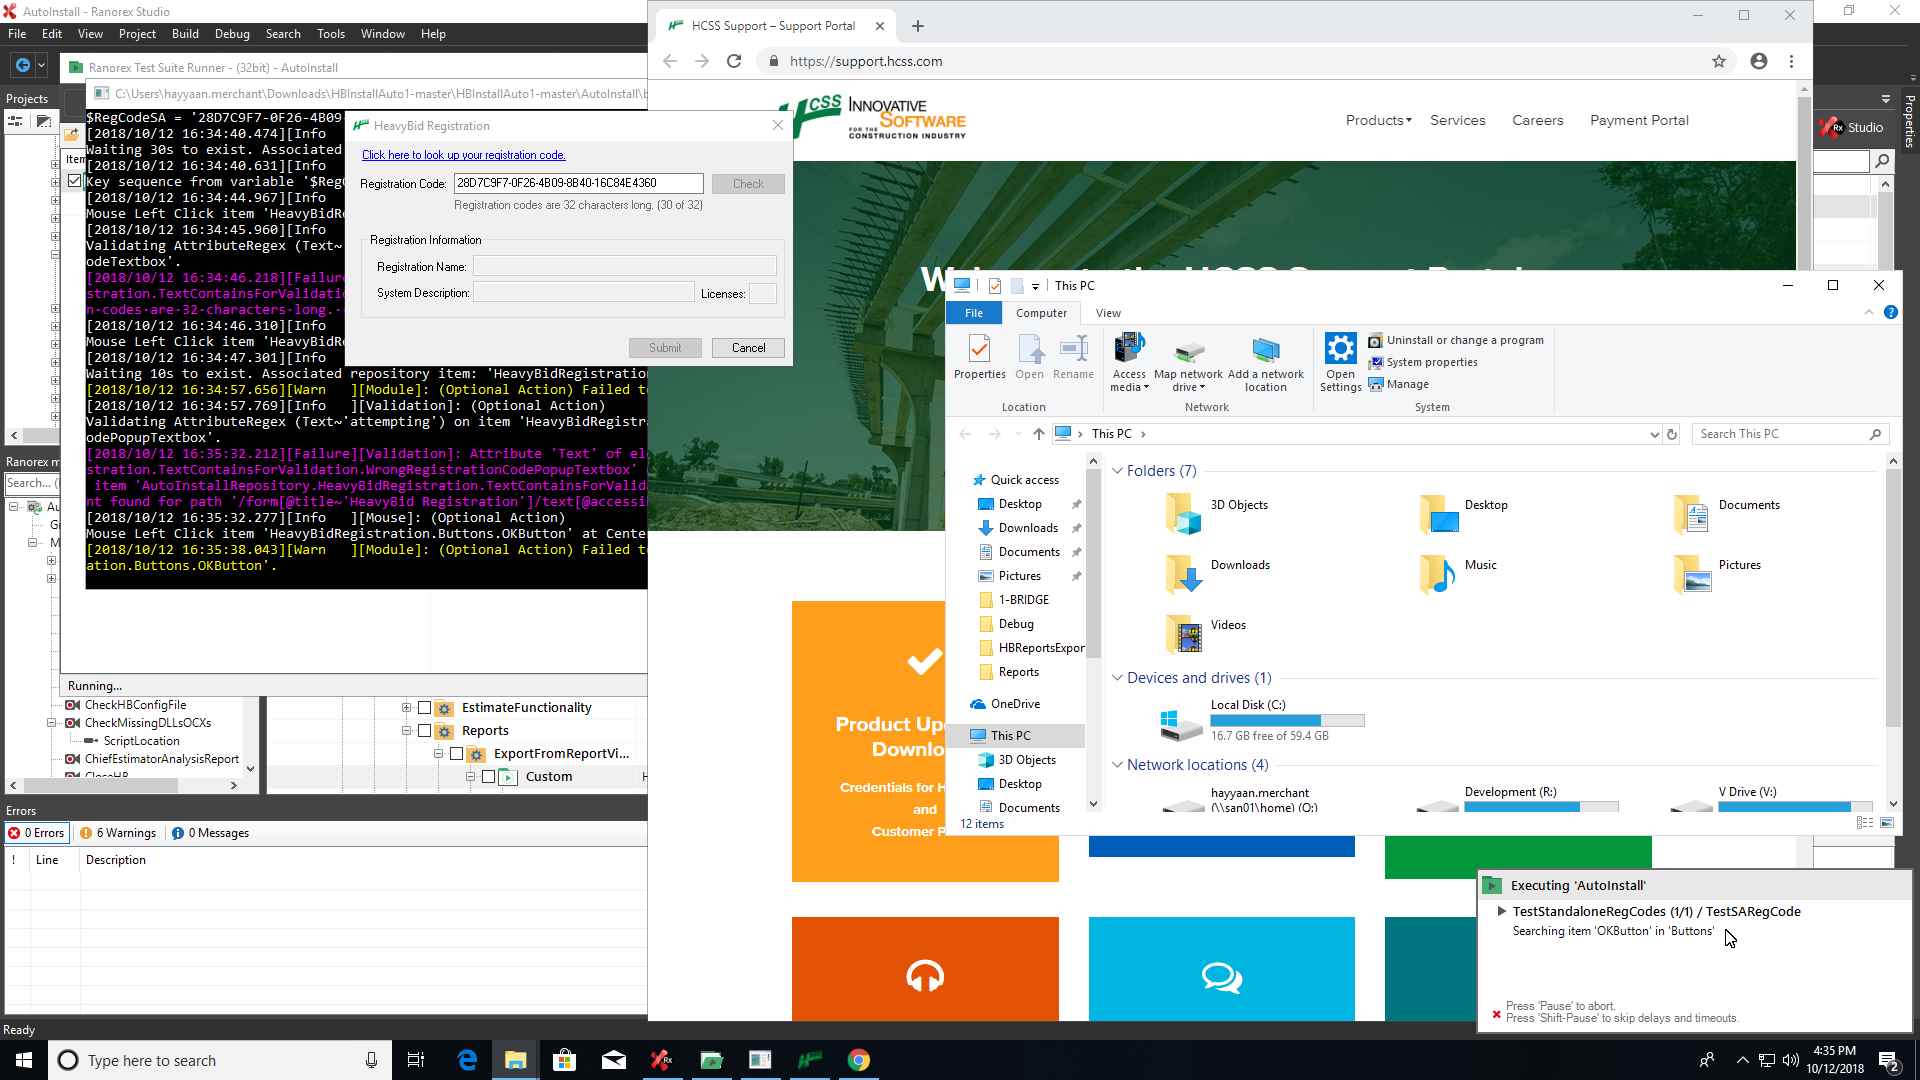 AutoInstall - Ranorex Studio
File Edit View Project Build Debug Search Tools Window Help
Ranorex Test Suite Runner - (32bit) - AutoInstall
C:\Users\hayyaan.merchant\Downloads\HBInstallAuto1-master\HBInstallAuto1-master\AutoInstall\b
Projects
Item
$RegCodeSA = '28D7C9F7-0F26-4B09-
[2018/10/12 16:34:40.474][Info
Waiting 30s to exist. Associated
[2018/10/12 16:34:40.631][Info
Key sequence from variable '$RegC
[2018/10/12 16:34:44.967][Info
Mouse Left Click item 'HeavyBidRe
[2018/10/12 16:34:45.960][Info
Validating AttributeRegex (Text~'
odeTextbox'.
[2018/10/12 16:34:46.218][Failure
stration.TextContainsForValidatio
n-codes-are-32-characters-long.-
[2018/10/12 16:34:46.310][Info
Mouse Left Click item 'HeavyBidRe
[2018/10/12 16:34:47.301][Info
Waiting 10s to exist. Associated repository item: 'HeavyBidRegistration
[2018/10/12 16:34:57.656][Warn ][Module]: (Optional Action) Failed to
[2018/10/12 16:34:57.769][Info ][Validation]: (Optional Action)
Validating AttributeRegex (Text~'attempting') on item 'HeavyBidRegistra
odePopupTextbox'.
[2018/10/12 16:35:32.212][Failure][Validation]: Attribute 'Text' of ele
stration.TextContainsForValidation.WrongRegistrationCodePopupTextbox'
item 'AutoInstallRepository.HeavyBidRegistration.TextContainsForValida
nt found for path '/form[@title~'HeavyBid Registration']/text[@accessib
[2018/10/12 16:35:32.277][Info ][Mouse]: (Optional Action)
Mouse Left Click item 'HeavyBidRegistration.Buttons.OKButton' at Cente
[2018/10/12 16:35:38.043][Warn ][Module]: (Optional Action) Failed to
ation.Buttons.OKButton'.
HeavyBid Registration
Click here to look up your registration code.
Registration Code: 28D7C9F7-0F26-4B09-8B40-16C84E4360 Check
Registration codes are 32 characters long. (30 of 32)
Registration Information
Registration Name:
System Description: Licenses:
Submit Cancel
Ranorex m
Search... (
Running...
CheckHBConfigFile
CheckMissingDLLsOCXs
ScriptLocation
ChiefEstimatorAnalysisReport
CloseHB
EstimateFunctionality
Reports
ExportFromReportVi...
Custom
Errors
0 Errors 6 Warnings 0 Messages
! Line Description
Ready
HCSS Support – Support Portal
https://support.hcss.com
HCSS INNOVATIVE SOFTWARE FOR THE CONSTRUCTION INDUSTRY
Products Services Careers Payment Portal
Credentials for H
and
Studio
Properties
This PC
File Computer View
Properties Open Rename
Location
Access media Map network drive Add a network location
Network
Open Settings
Uninstall or change a program
System properties
Manage
System
This PC
Search This PC
Quick access
Desktop
Downloads
Documents
Pictures
1-BRIDGE
Debug
HBReportsExpor
Reports
OneDrive
This PC
3D Objects
Desktop
Documents
Folders (7)
3D Objects Desktop Documents
Downloads Music Pictures
Videos
Devices and drives (1)
Local Disk (C:)
16.7 GB free of 59.4 GB
Network locations (4)
hayyaan.merchant (\\san01\home) (O:) Development (R:) V Drive (V:)
12 items
Executing 'AutoInstall'
TestStandaloneRegCodes (1/1) / TestSARegCode
Searching item 'OKButton' in 'Buttons'
Press 'Pause' to abort.
Press 'Shift-Pause' to skip delays and timeouts.
Type here to search
4:35 PM
10/12/2018
2